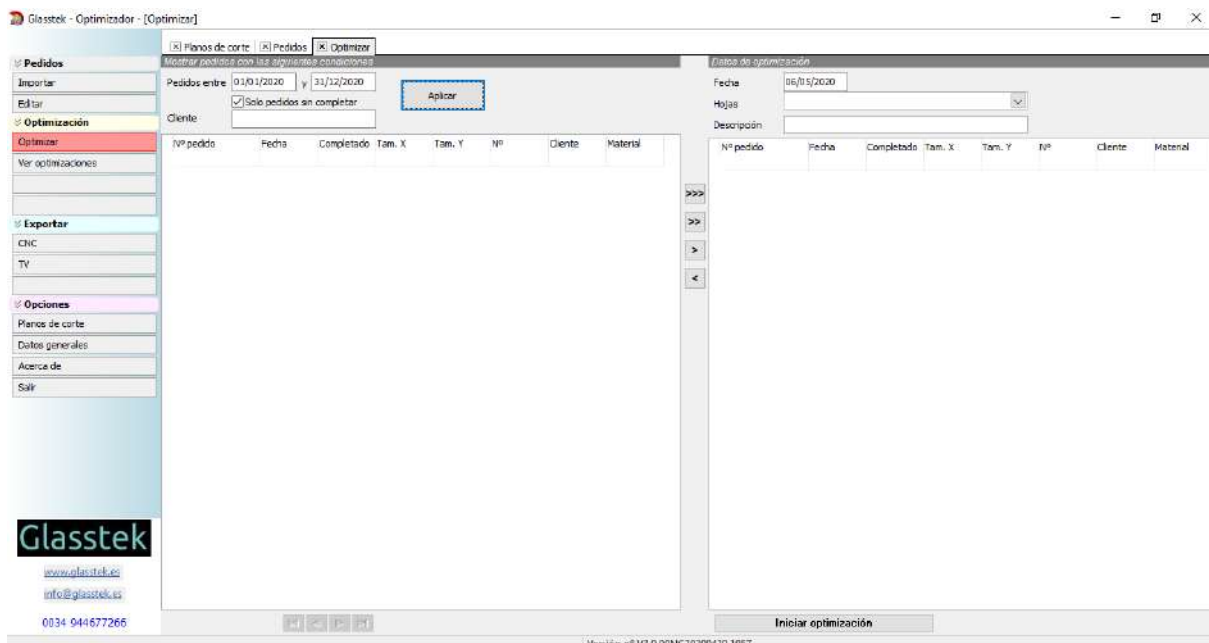 Glasstek - Optimizador - [Optimizar]
Planos de corte Pedidos Optimizar
Pedidos
Importar
Editar
Optimización
Optimizar
Ver optimizaciones
Exportar
CNC
TV
Opciones
Planos de corte
Datos generales
Acerca de
Salir
Glasstek
www.glasstek.es
info@glasstek.es
0034 944677266
Mostrar pedidos con las siguientes condiciones
Pedidos entre 01/01/2020 y 31/12/2020
Solo pedidos sin completar
Aplicar
Cliente
Nº pedido Fecha Completado Tam. X Tam. Y Nº Cliente Material
>>>
>>
>
<
Datos de optimización
Fecha 06/05/2020
Hojas
Descripción
Nº pedido Fecha Completado Tam. X Tam. Y Nº Cliente Material
Iniciar optimización